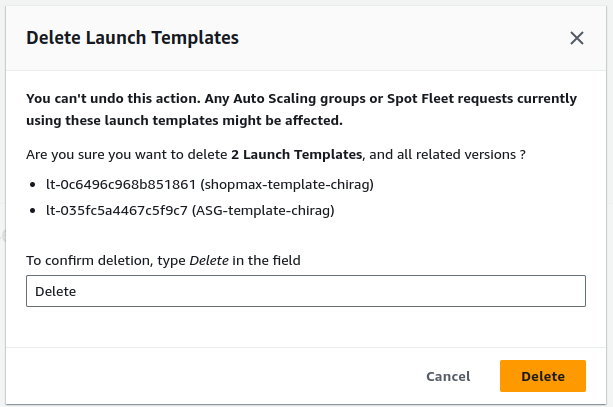 Delete Launch Templates
You can't undo this action. Any Auto Scaling groups or Spot Fleet requests currently
using these launch templates might be affected.
Are you sure you want to delete 2 Launch Templates, and all related versions ?
• lt-0c6496c968b851861 (shopmax-template-chirag)
• lt-035fc5a4467c5f9c7 (ASG-template-chirag)
To confirm deletion, type Delete in the field
Delete
Cancel
Delete